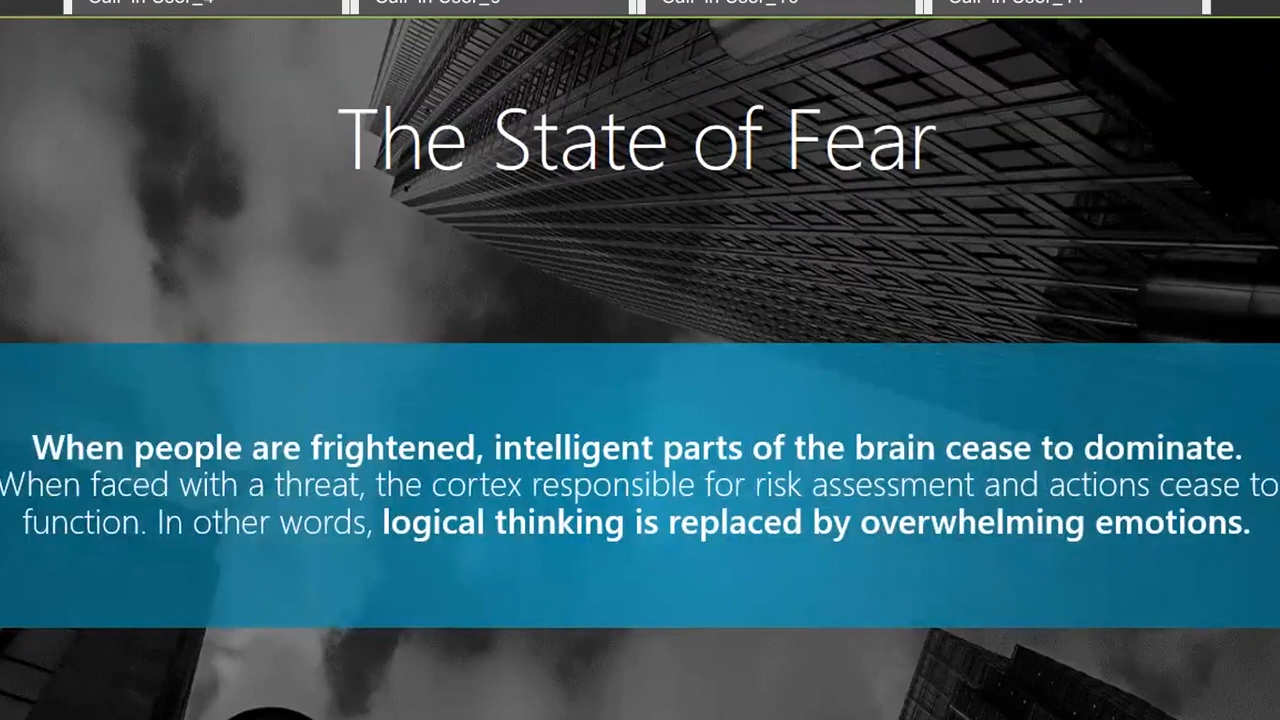 The State of Fear
When people are frightened, intelligent parts of the brain cease to dominate.
When faced with a threat, the cortex responsible for risk assessment and actions cease to
function. In other words, logical thinking is replaced by overwhelming emotions.